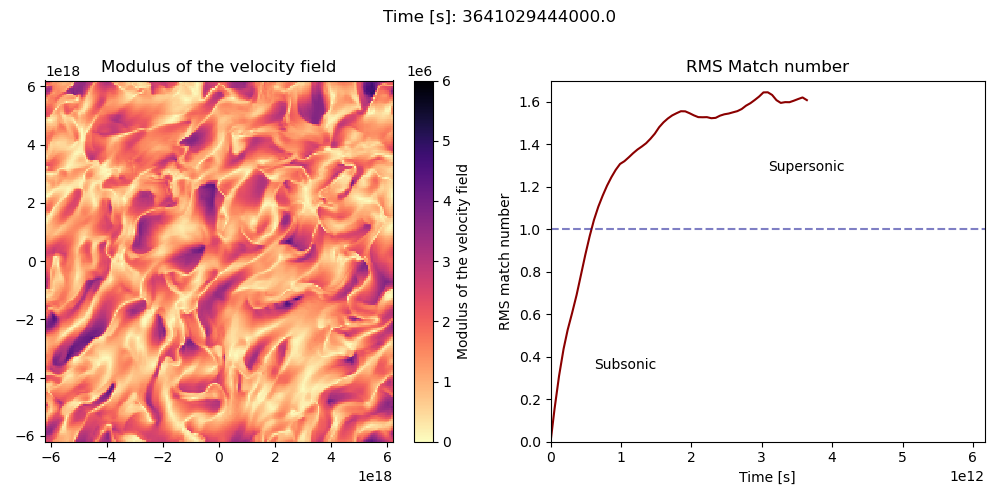 Time [s]: 3641029444000.0
Modulus of the velocity field
1e18
6
4
2
0
−2
−4
−6
−6 −4 −2 0 2 4 6
1e18
1e6
6
5
4
3
2
1
0
Modulus of the velocity field
RMS Match number
RMS match number
1.6
1.4
1.2
1.0
0.8
0.6
0.4
0.2
0.0
Supersonic
Subsonic
0 1 2 3 4 5 6
Time [s]
1e12